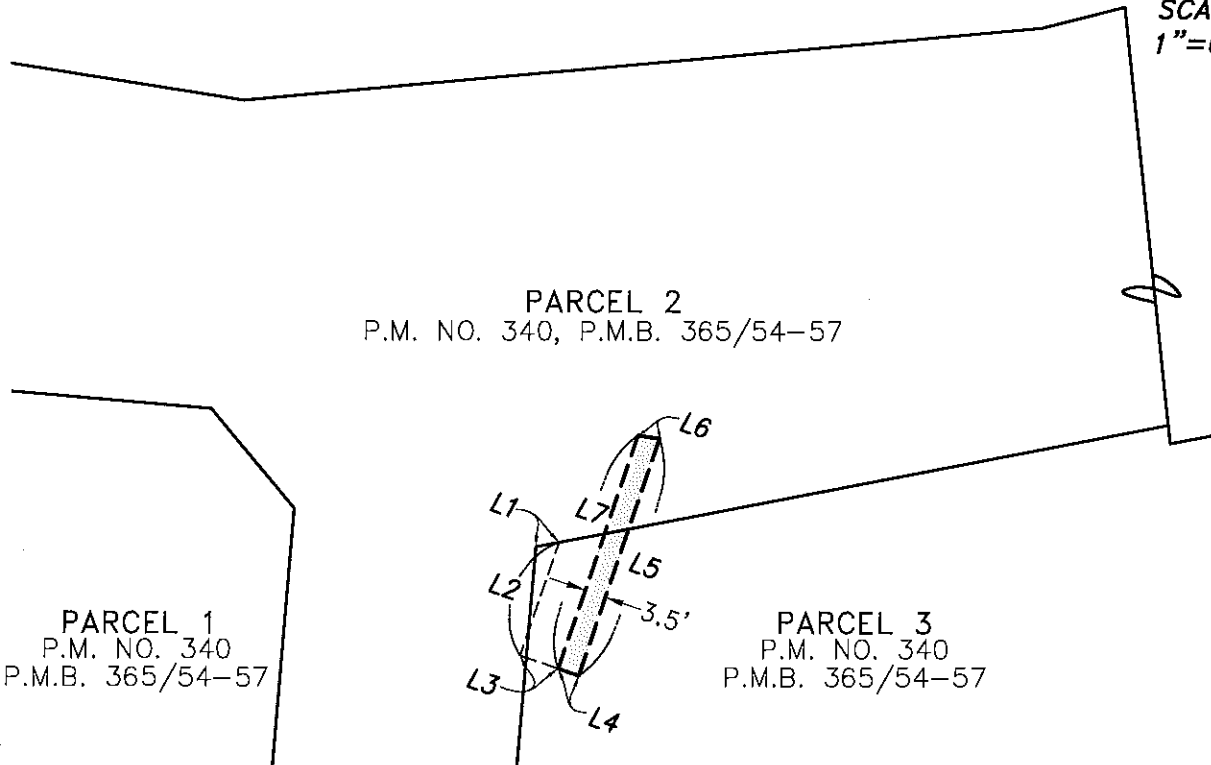 SCA
1"=
PARCEL 2
P.M. NO. 340, P.M.B. 365/54-57
L6
L1
L7
L2
L5
3.5'
PARCEL 1
P.M. NO. 340
P.M.B. 365/54-57
PARCEL 3
P.M. NO. 340
P.M.B. 365/54-57
L3
L4